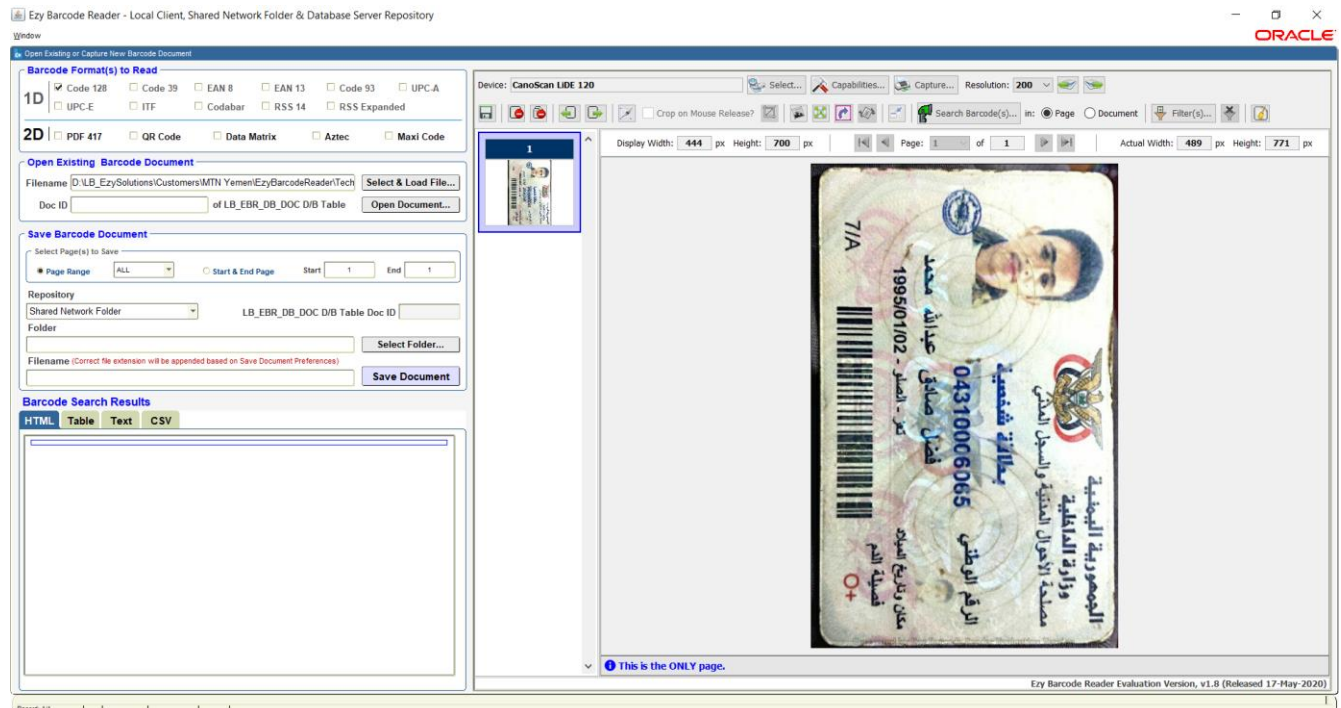 Ezy Barcode Reader - Local Client, Shared Network Folder & Database Server Repository
Window
ORACLE
Open Existing or Capture New Barcode Document
Barcode Format(s) to Read
1D Code 128 Code 39 EAN 8 EAN 13 Code 93 UPC-A
UPC-E ITF Codabar RSS 14 RSS Expanded
2D PDF 417 QR Code Data Matrix Aztec Maxi Code
Open Existing Barcode Document
Filename D:\LB_EzySolutions\Customers\MTN Yemen\EzyBarcodeReader\Tech Select & Load File...
Doc ID of LB_EBR_DB_DOC D/B Table Open Document...
Save Barcode Document
Select Page(s) to Save
Page Range ALL Start & End Page Start 1 End 1
Repository
Shared Network Folder LB_EBR_DB_DOC D/B Table Doc ID
Folder
Select Folder...
Filename (Correct file extension will be appended based on Save Document Preferences)
Save Document
Barcode Search Results
HTML Table Text CSV
Device: CanoScan LiDE 120 Select... Capabilities... Capture... Resolution: 200
Crop on Mouse Release? Search Barcode(s)... in: Page Document Filter(s)...
1
Display Width: 444 px Height: 700 px Page: 1 of 1 Actual Width: 489 px Height: 771 px
الجمهورية اليمنية
وزارة الداخلية
مصلحة الأحوال المدنية والسجل المدني
بطاقة شخصية
الرقم الوطني 04310006065
فضل صادق عبدالله محمد
مكان وتاريخ الميلاد تعز - الصلو - 1995/01/02
فصيلة الدم
O+
7/A
This is the ONLY page.
Ezy Barcode Reader Evaluation Version, v1.8 (Released 17-May-2020)